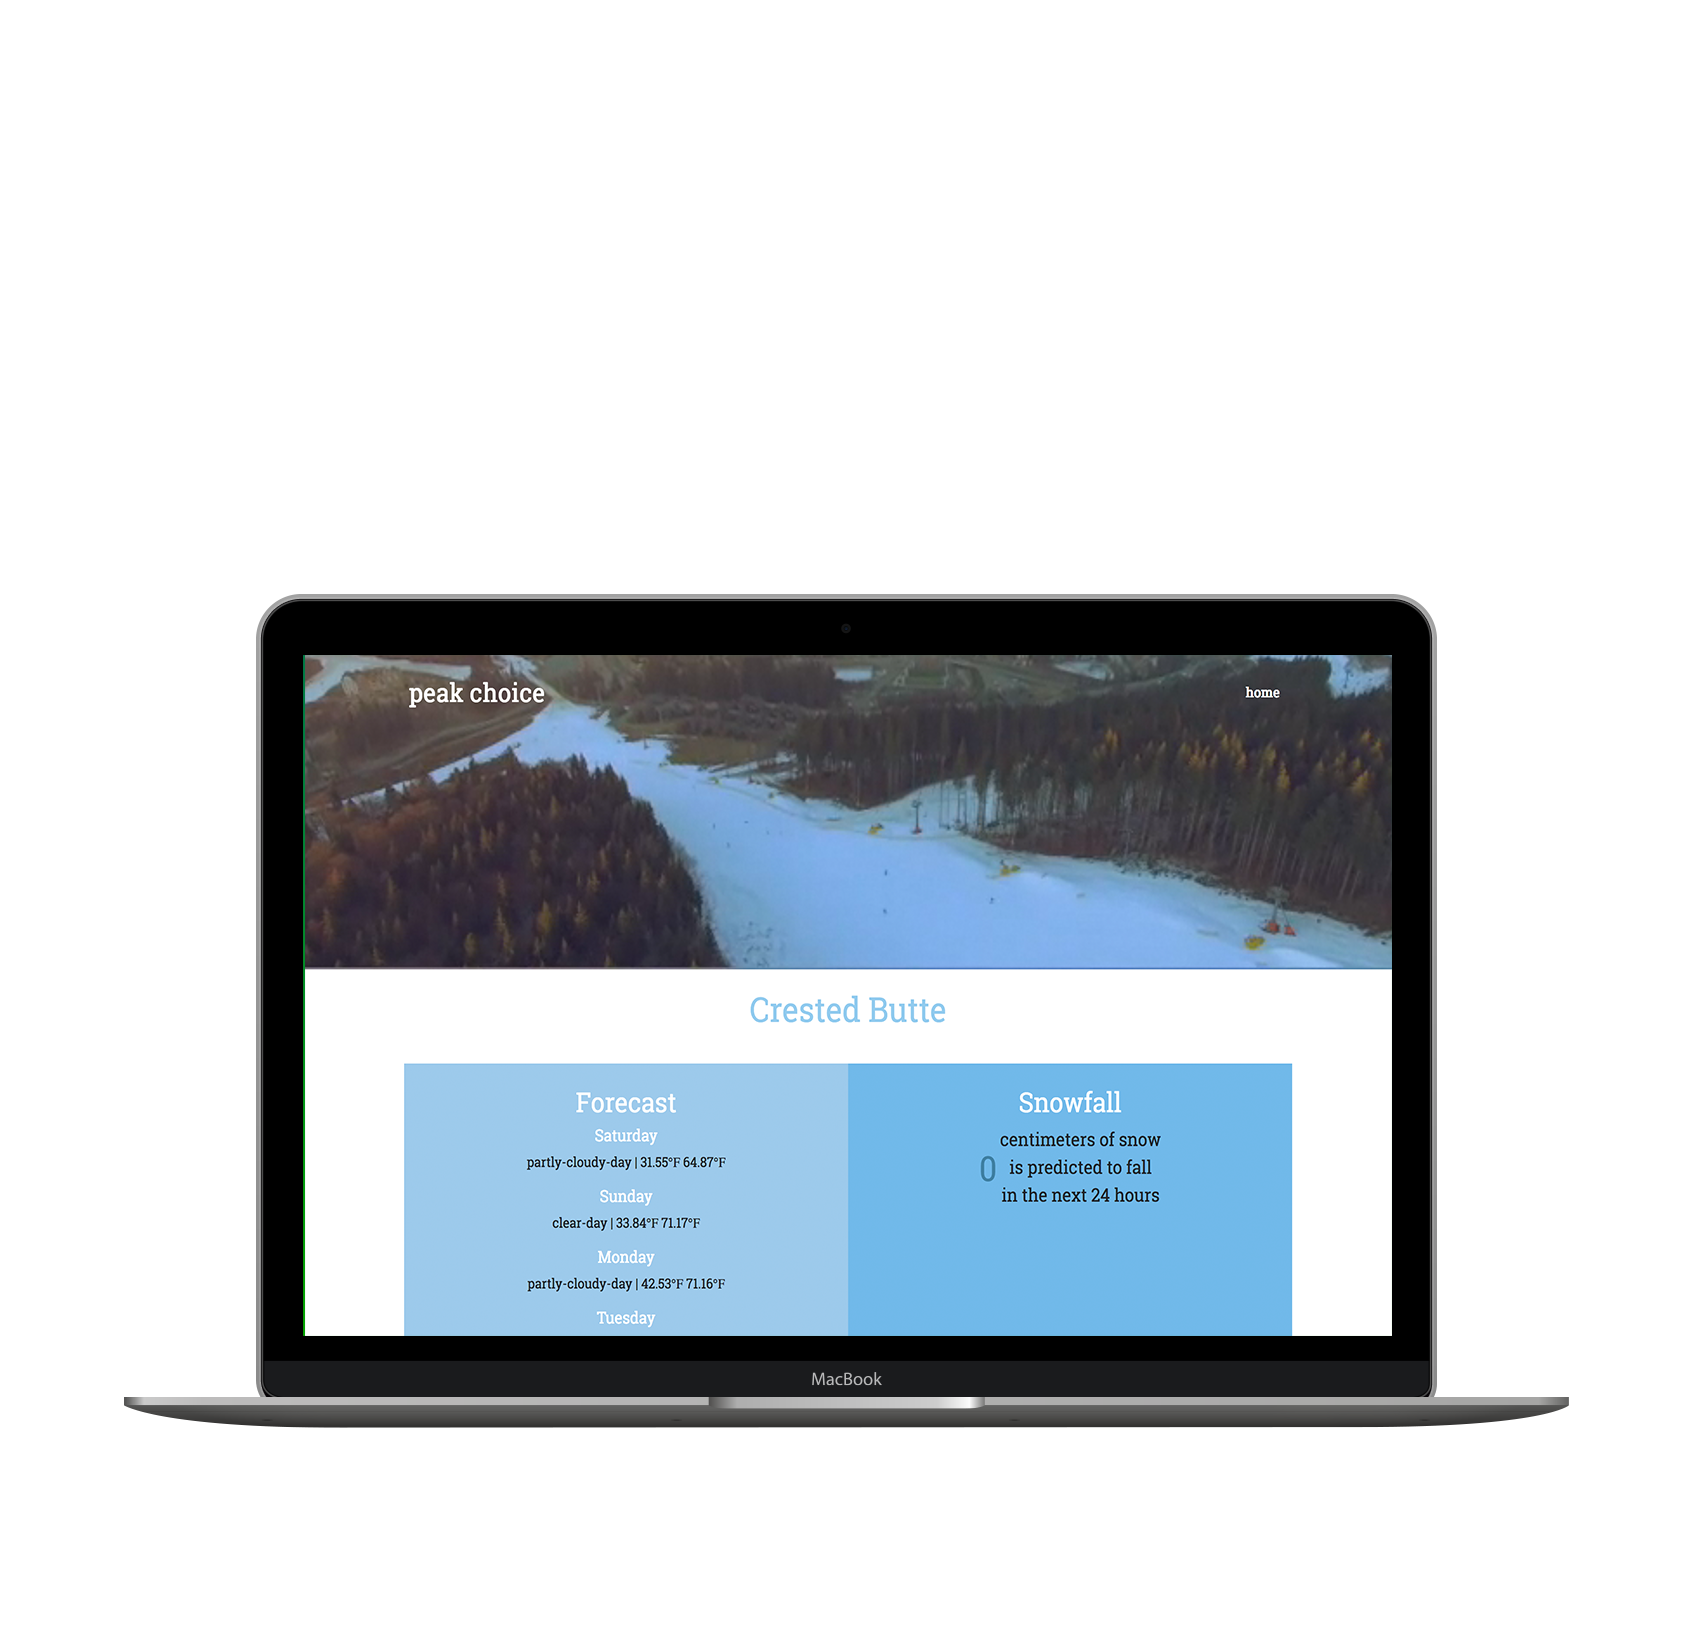 peak choice
home
Crested Butte
Forecast
Saturday
partly-cloudy-day | 31.55°F 64.87°F
Sunday
clear-day | 33.84°F 71.17°F
Monday
partly-cloudy-day | 42.53°F 71.16°F
Tuesday
Snowfall
0
centimeters of snow
is predicted to fall
in the next 24 hours
MacBook